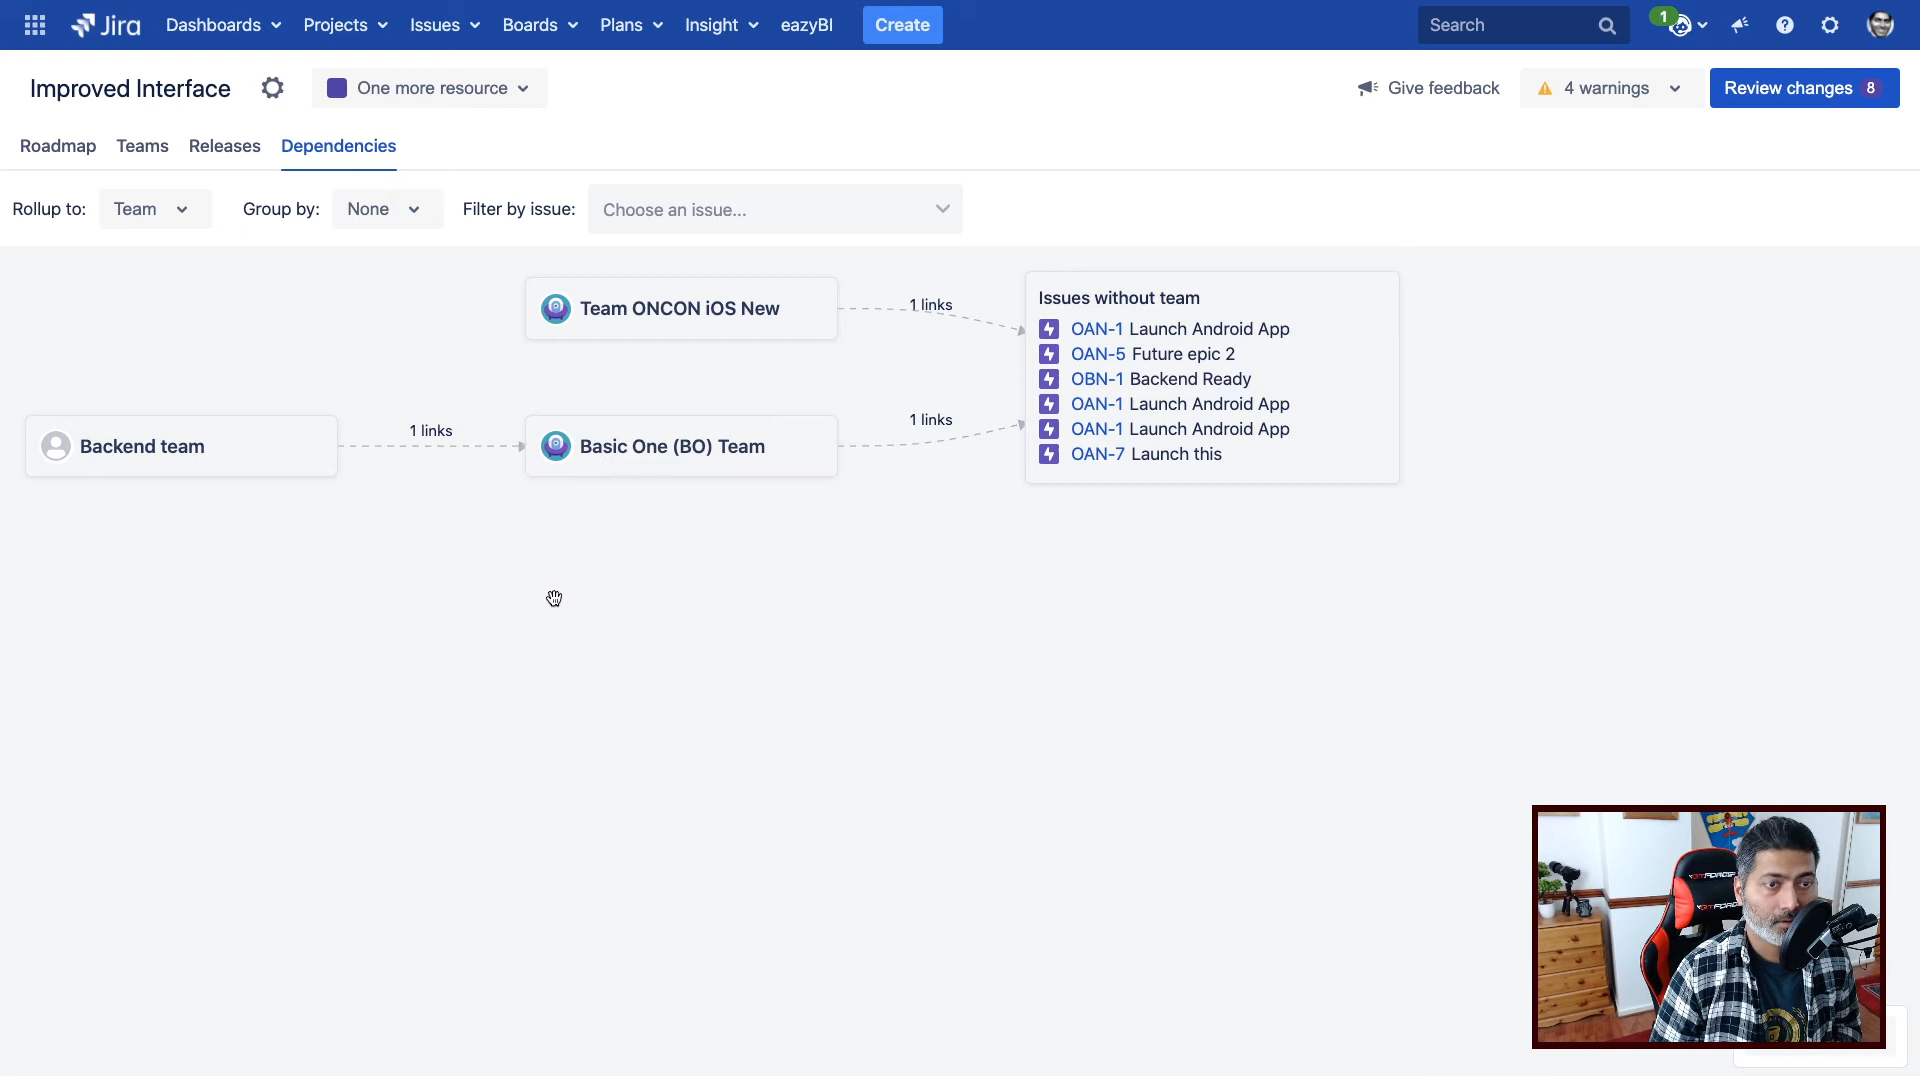 Jira Dashboards Projects Issues Boards Plans Insight eazyBI Create Search 1
Improved Interface One more resource Give feedback 4 warnings Review changes 8
Roadmap Teams Releases Dependencies
Rollup to: Team Group by: None Filter by issue: Choose an issue...
Team ONCON iOS New
1 links
Issues without team
OAN-1 Launch Android App
OAN-5 Future epic 2
OBN-1 Backend Ready
OAN-1 Launch Android App
OAN-1 Launch Android App
OAN-7 Launch this
Backend team
1 links
Basic One (BO) Team
1 links